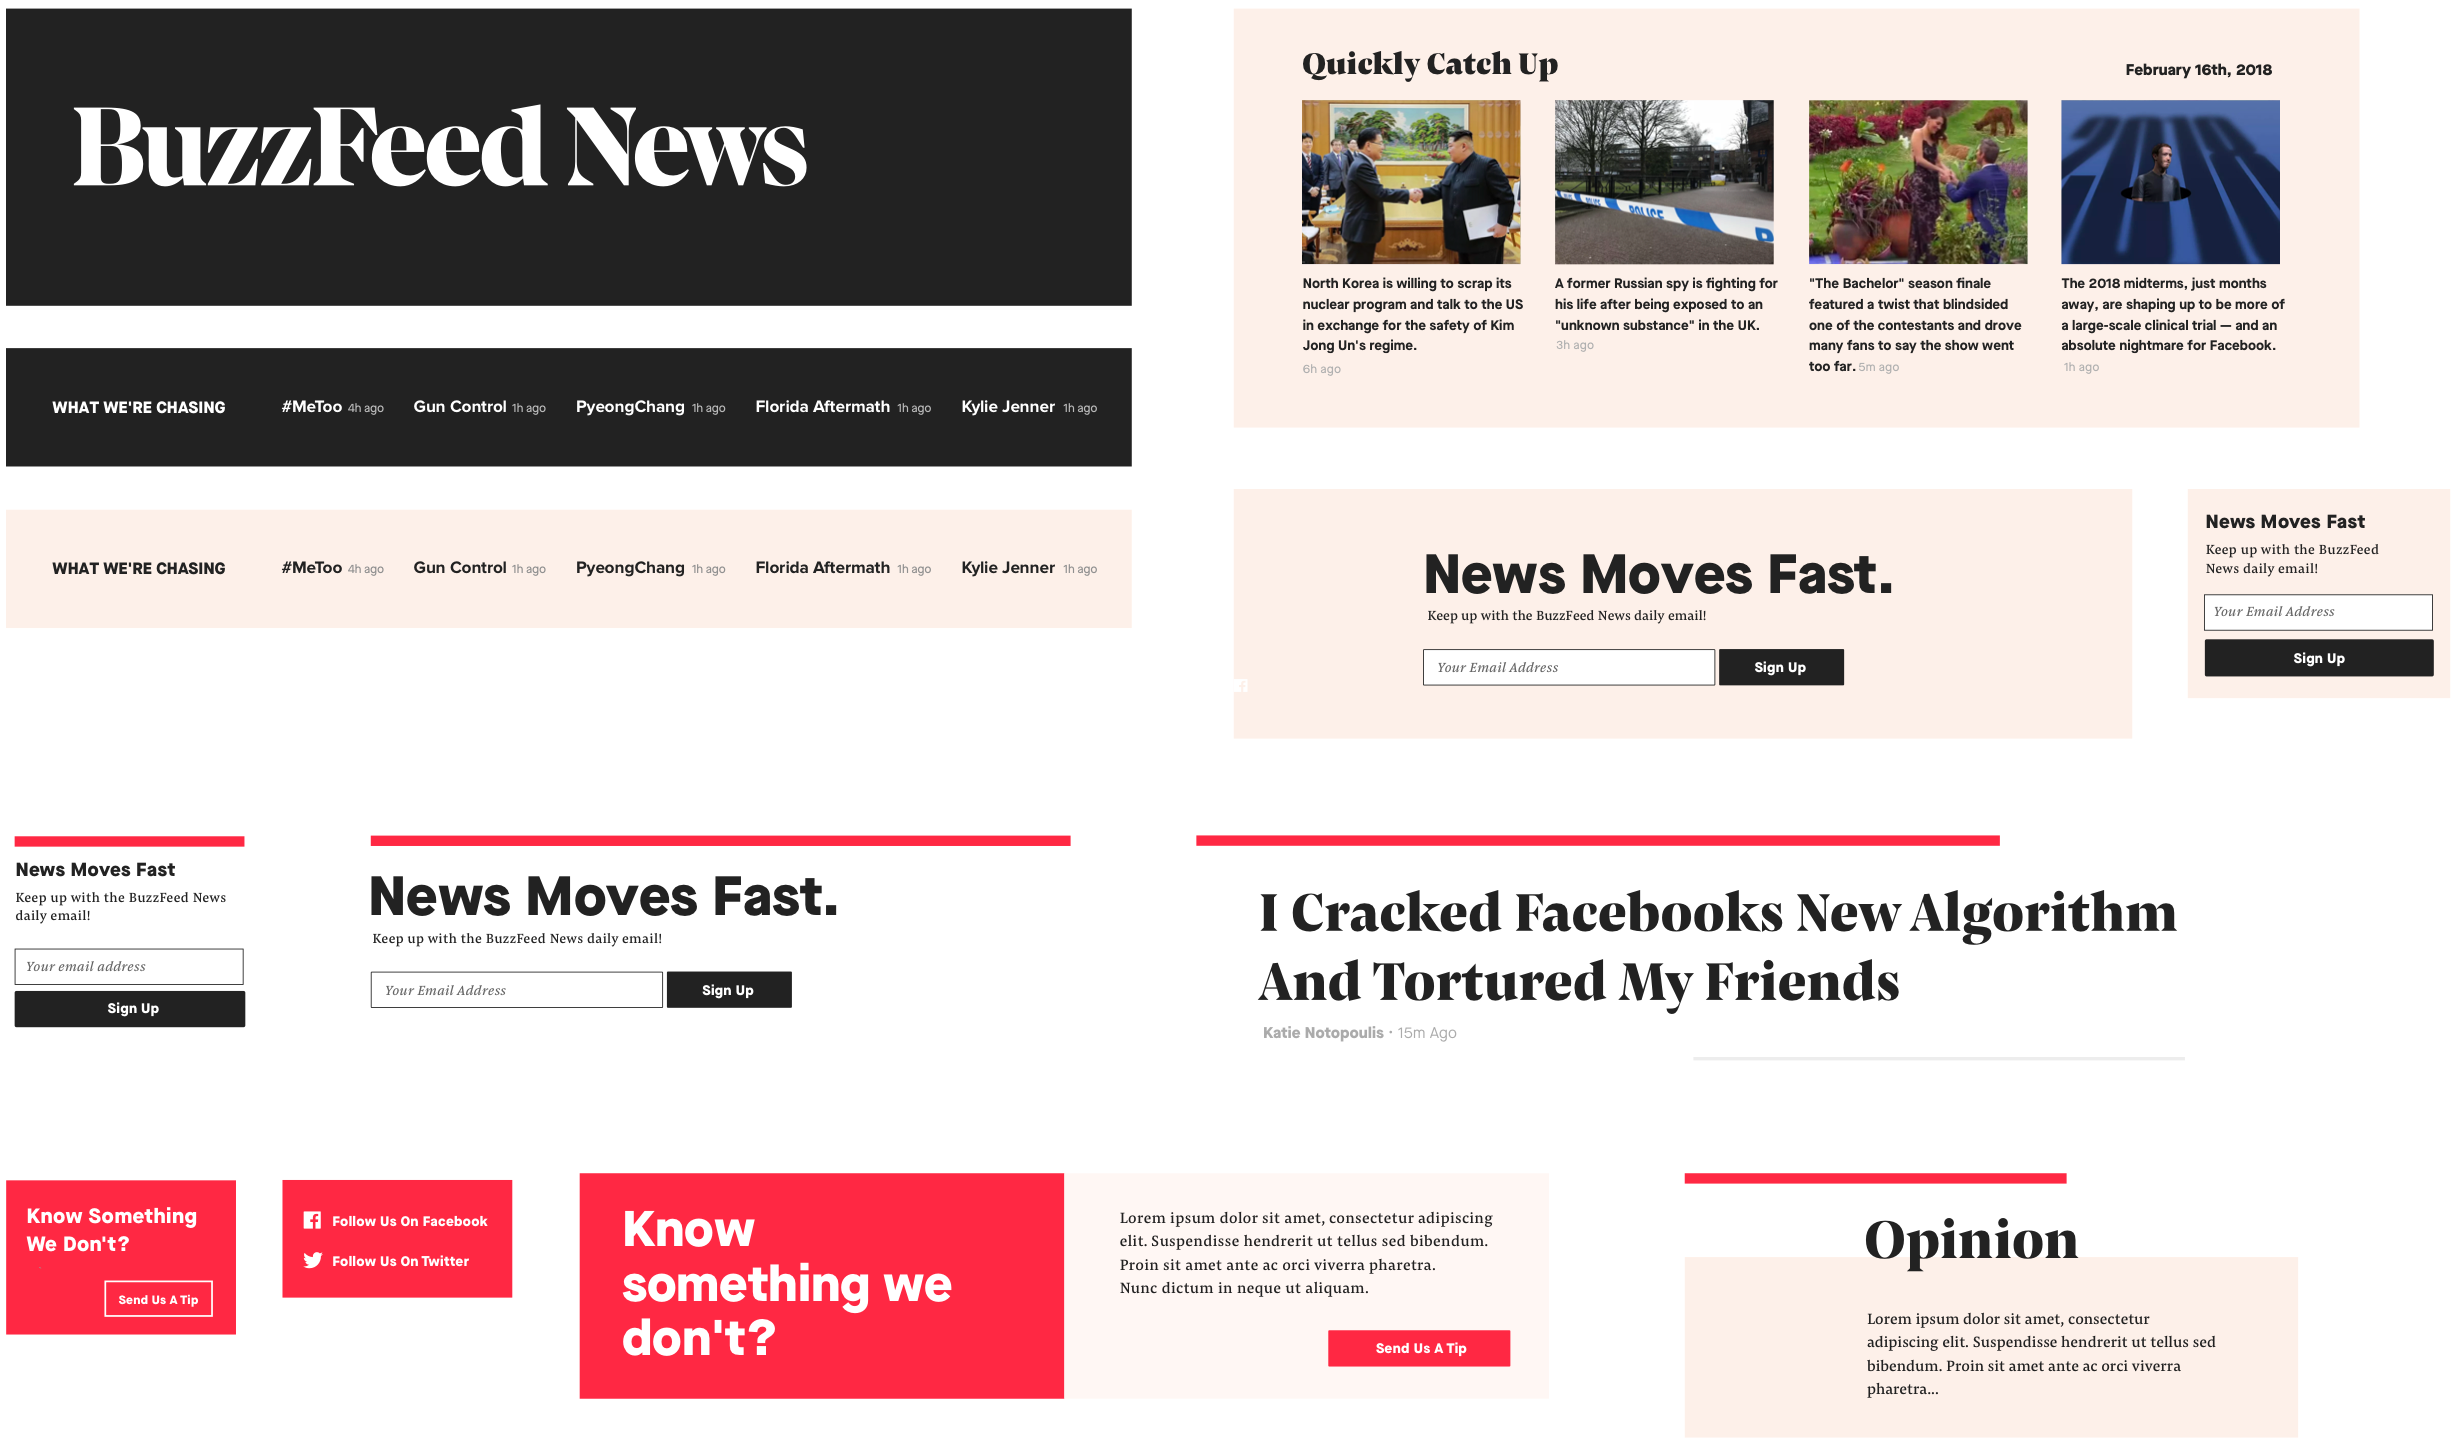 BuzzFeed News
WHAT WE'RE CHASING #MeToo 4h ago Gun Control 1h ago PyeongChang 1h ago Florida Aftermath 1h ago Kylie Jenner 1h ago
WHAT WE'RE CHASING #MeToo 4h ago Gun Control 1h ago PyeongChang 1h ago Florida Aftermath 1h ago Kylie Jenner 1h ago
Quickly Catch Up
February 16th, 2018
POLICE
2018
North Korea is willing to scrap its
nuclear program and talk to the US
in exchange for the safety of Kim
Jong Un's regime.
6h ago
A former Russian spy is fighting for
his life after being exposed to an
"unknown substance" in the UK.
3h ago
"The Bachelor" season finale
featured a twist that blindsided
one of the contestants and drove
many fans to say the show went
too far. 5m ago
The 2018 midterms, just months
away, are shaping up to be more of
a large-scale clinical trial — and an
absolute nightmare for Facebook.
1h ago
News Moves Fast.
Keep up with the BuzzFeed News daily email!
Your Email Address
Sign Up
News Moves Fast
Keep up with the BuzzFeed
News daily email!
Your Email Address
Sign Up
News Moves Fast
Keep up with the BuzzFeed News
daily email!
Your email address
Sign Up
News Moves Fast.
Keep up with the BuzzFeed News daily email!
Your Email Address
Sign Up
I Cracked Facebooks New Algorithm
And Tortured My Friends
Katie Notopoulis · 15m Ago
Know Something
We Don't?
Send Us A Tip
Follow Us On Facebook
Follow Us On Twitter
Know
something we
don't?
Lorem ipsum dolor sit amet, consectetur adipiscing
elit. Suspendisse hendrerit ut tellus sed bibendum.
Proin sit amet ante ac orci viverra pharetra.
Nunc dictum in neque ut aliquam.
Send Us A Tip
Opinion
Lorem ipsum dolor sit amet, consectetur
adipiscing elit. Suspendisse hendrerit ut tellus sed
bibendum. Proin sit amet ante ac orci viverra
pharetra...